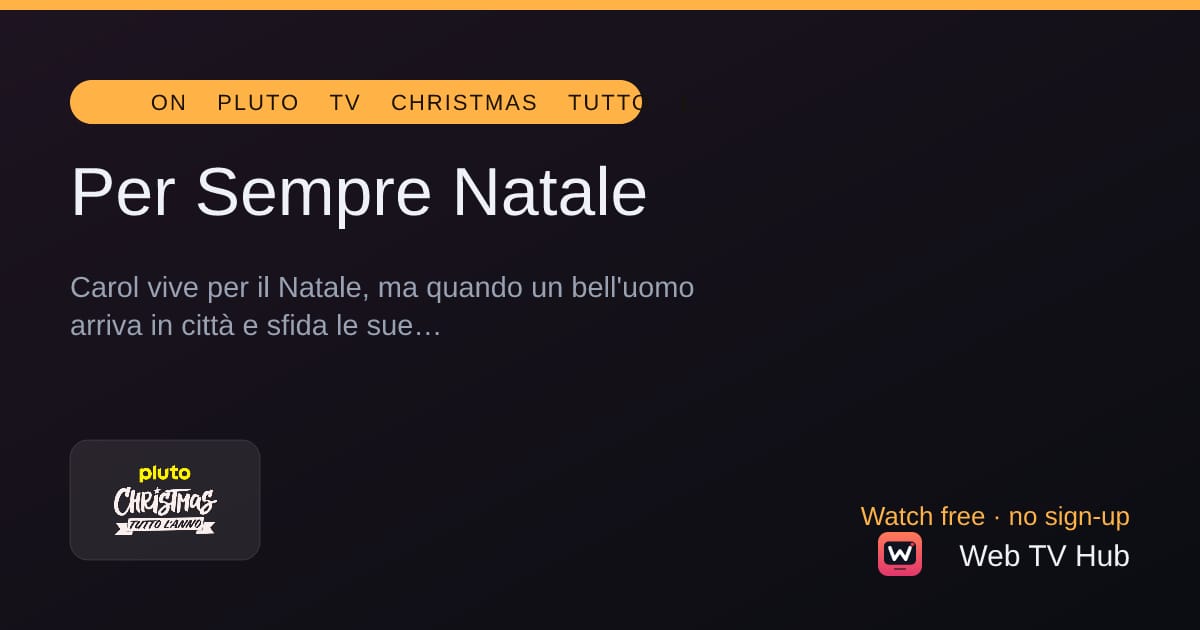 ON PLUTO TV CHRISTMAS TUTTO
Per Sempre Natale
Carol vive per il Natale, ma quando un bell'uomo
arriva in città e sfida le sue…
pluto
CHRISTMAS
TUTTO L'ANNO
Watch free · no sign-up
W
Web TV Hub